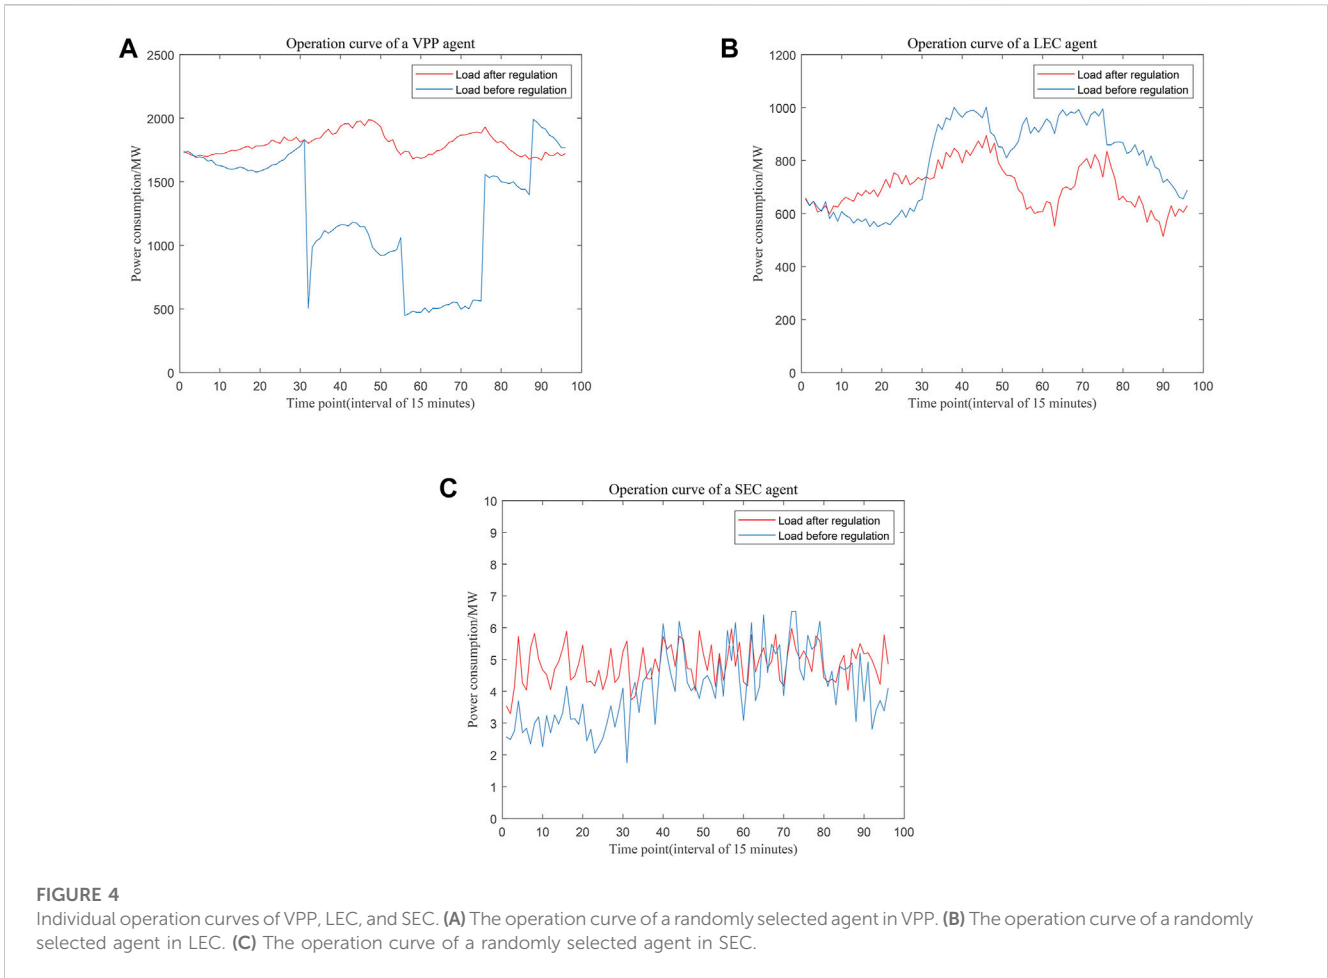 A
Operation curve of a VPP agent
2500
2000
1500
1000
500
0
Power consumption/MW
Load after regulation
Load before regulation
0 10 20 30 40 50 60 70 80 90 100
Time point(interval of 15 minutes)
B
Operation curve of a LEC agent
1200
1000
800
600
400
200
0
Power consumption/MW
Load after regulation
Load before regulation
0 10 20 30 40 50 60 70 80 90 100
Time point(interval of 15 minutes)
C
Operation curve of a SEC agent
10
9
8
7
6
5
4
3
2
1
0
Power consumption/MW
Load after regulation
Load before regulation
0 10 20 30 40 50 60 70 80 90 100
Time point(interval of 15 minutes)
FIGURE 4
Individual operation curves of VPP, LEC, and SEC. (A) The operation curve of a randomly selected agent in VPP. (B) The operation curve of a randomly
selected agent in LEC. (C) The operation curve of a randomly selected agent in SEC.